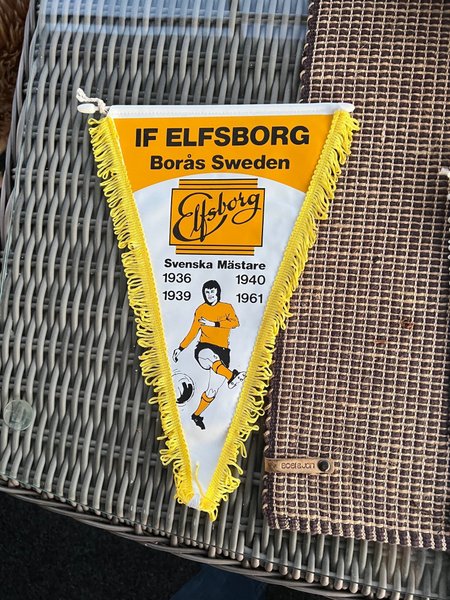 IF ELFSBORG
Borås Sweden
Elfsborg
Svenska Mästare
1936 1940
1939 1961